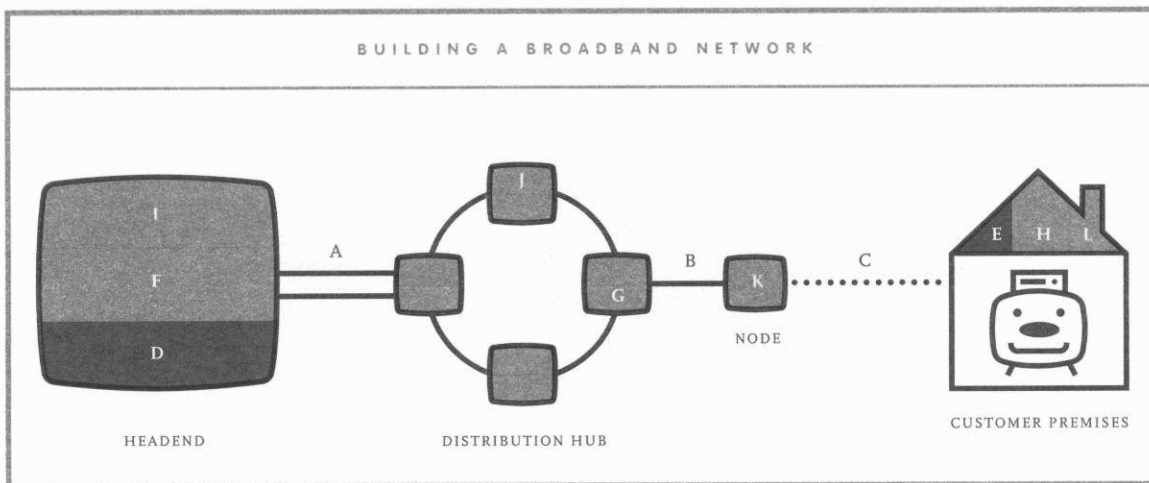 BUILDING A BROADBAND NETWORK
J
I
A
E H L
F
B
C
G
K
D
NODE
HEADEND
DISTRIBUTION HUB
CUSTOMER PREMISES